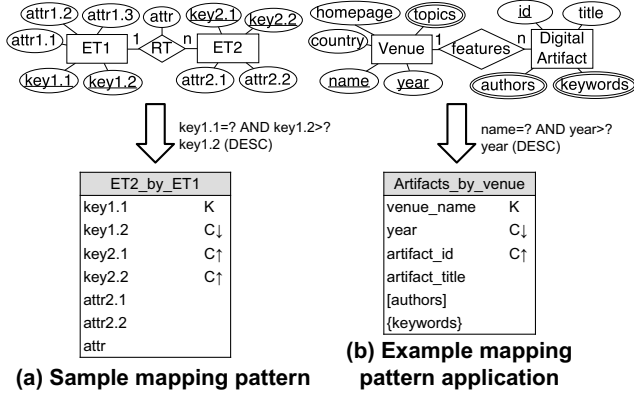 attr1.2 attr1.3 attr key2.1 key2.2
attr1.1 ET1 1 RT n ET2
key1.1 key1.2 attr2.1 attr2.2
key1.1=? AND key1.2>?
key1.2 (DESC)
ET2_by_ET1
key1.1 K
key1.2 C↓
key2.1 C↑
key2.2 C↑
attr2.1
attr2.2
attr
(a) Sample mapping pattern
homepage topics id title
country Venue 1 features n Digital
Artifact
name year authors keywords
name=? AND year>?
year (DESC)
Artifacts_by_venue
venue_name K
year C↓
artifact_id C↑
artifact_title
[authors]
{keywords}
(b) Example mapping
pattern application